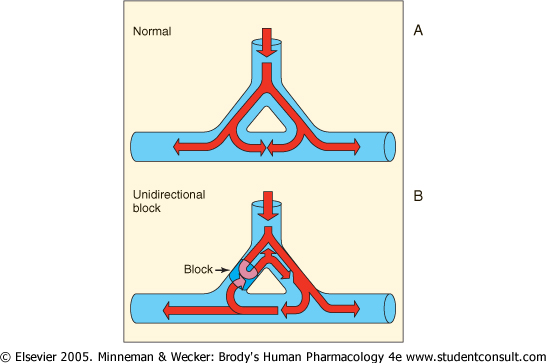 Normal
A
Unidirectional
block
B
Block
© Elsevier 2005. Minneman & Wecker: Brody's Human Pharmacology 4e www.studentconsult.com